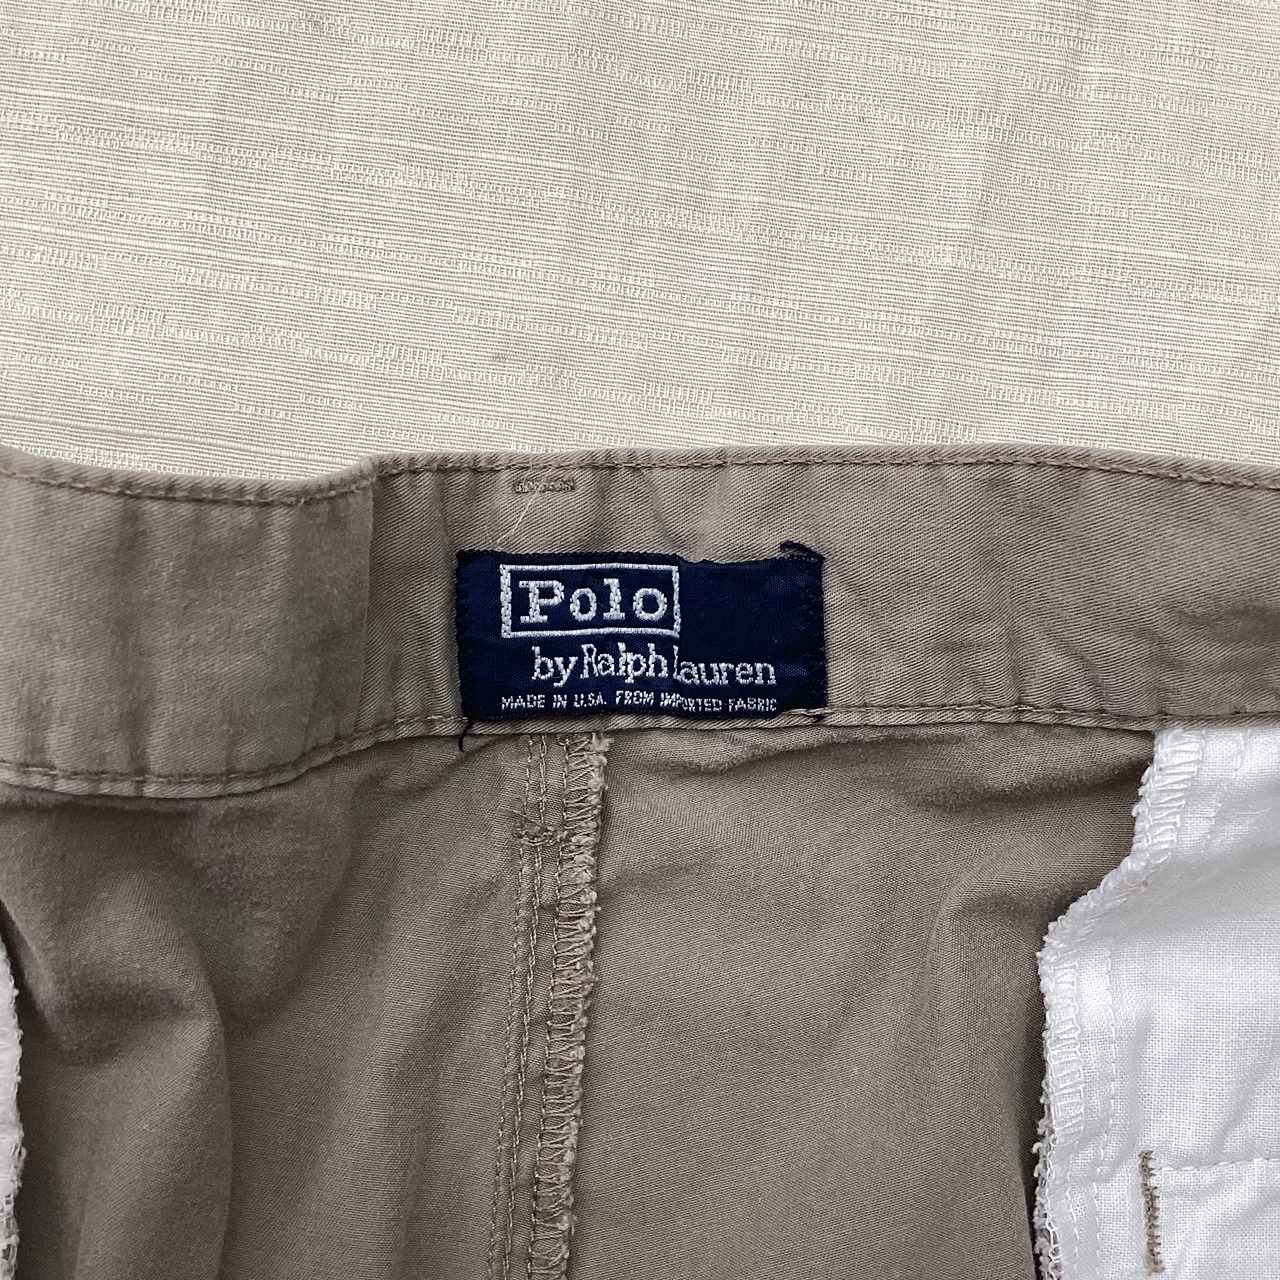 Polo
by Ralph Lauren
MADE IN U.S.A. FROM IMPORTED FABRIC